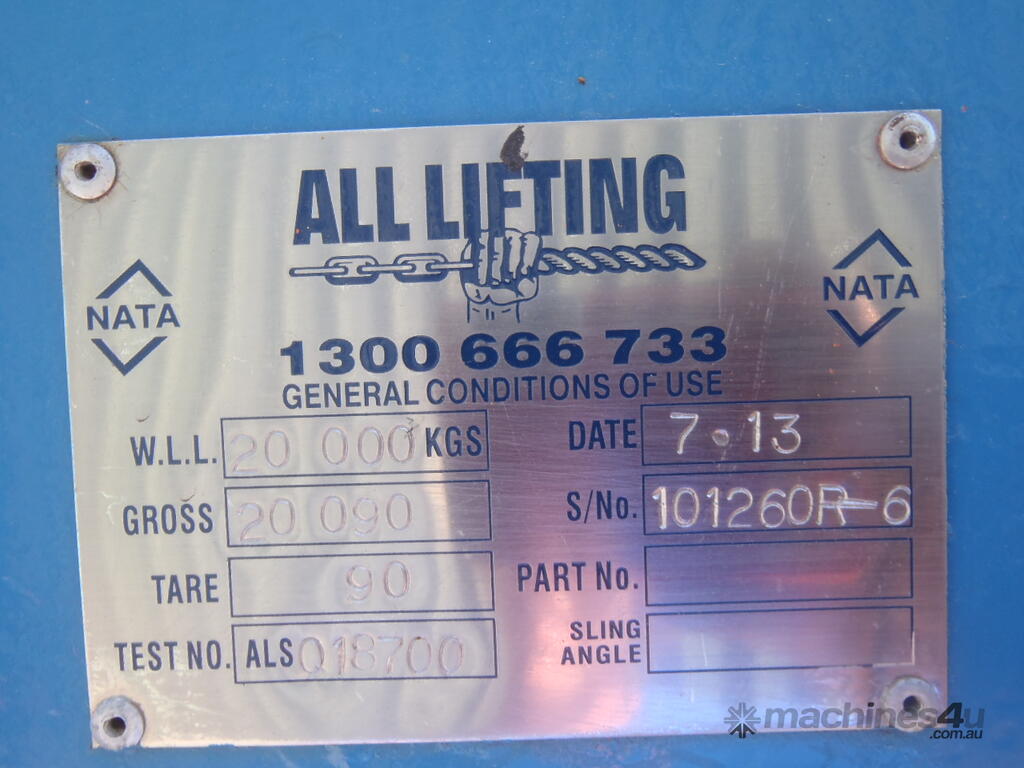 ALL LIFTING
NATA
NATA
1300 666 733
GENERAL CONDITIONS OF USE
W.L.L. 20 000 KGS
DATE 7.13
GROSS 20 090
S/No. 101260R-6
TARE 90
PART No.
TEST NO. ALS Q18700
SLING
ANGLE
machines4u
.com.au